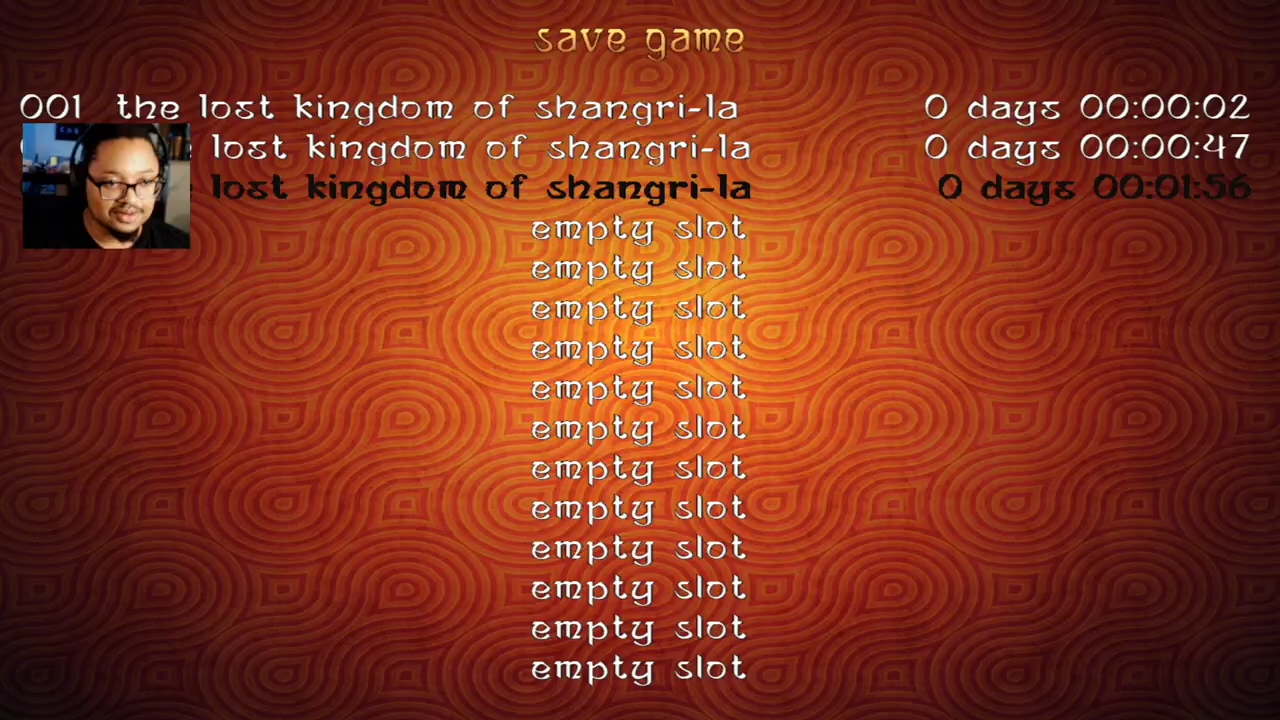 save game
001 the lost kingdom of shangri-la 0 days 00:00:02
lost kingdom of shangri-la 0 days 00:00:47
lost kingdom of shangri-la 0 days 00:01:56
empty slot
empty slot
empty slot
empty slot
empty slot
empty slot
empty slot
empty slot
empty slot
empty slot
empty slot
empty slot